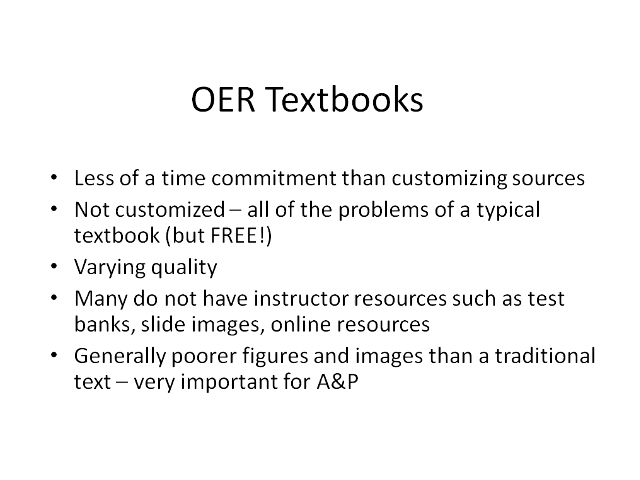 OER Textbooks
• Less of a time commitment than customizing sources
• Not customized – all of the problems of a typical
textbook (but FREE!)
• Varying quality
• Many do not have instructor resources such as test
banks, slide images, online resources
• Generally poorer figures and images than a traditional
text – very important for A&P